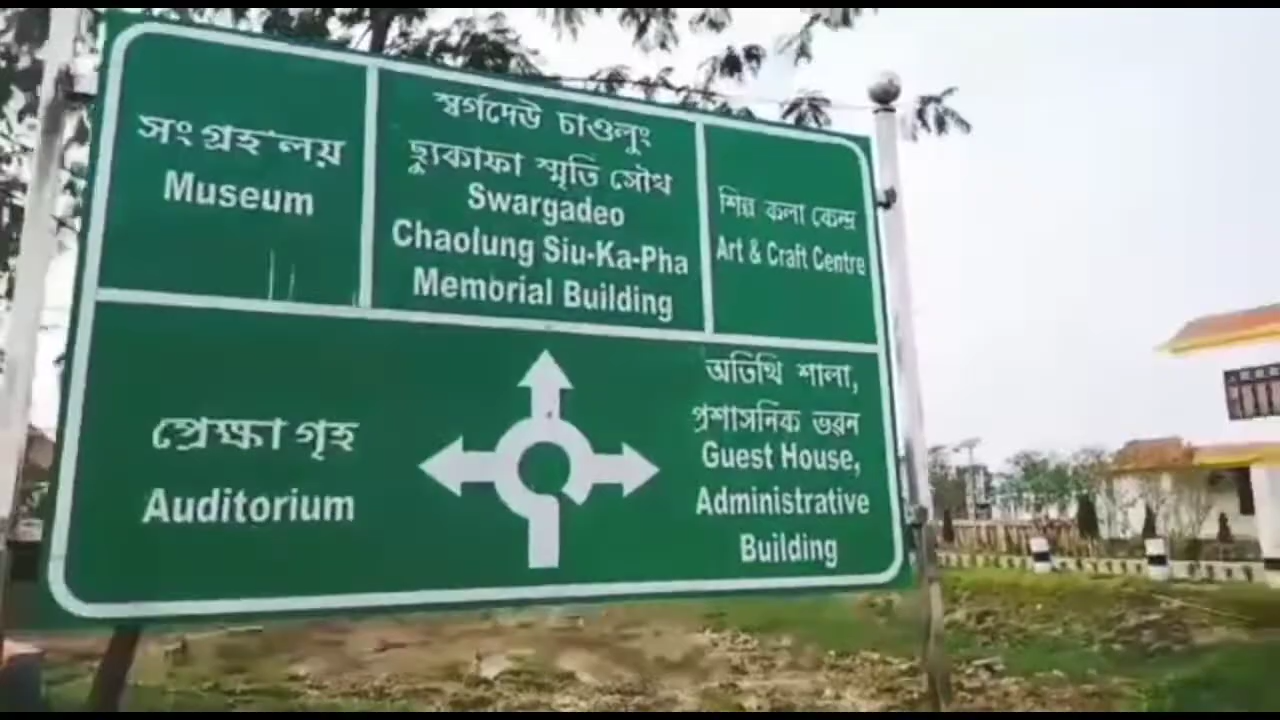 সংগ্ৰহালয়
Museum
স্বৰ্গদেউ চাওলুং
ছ্যুকাফা স্মৃতি সৌধ
Swargadeo
Chaolung Siu-Ka-Pha
Memorial Building
শিল্প কলা কেন্দ্ৰ
Art & Craft Centre
প্ৰেক্ষা গৃহ
Auditorium
অতিথি শালা,
প্ৰশাসনিক ভৱন
Guest House,
Administrative
Building